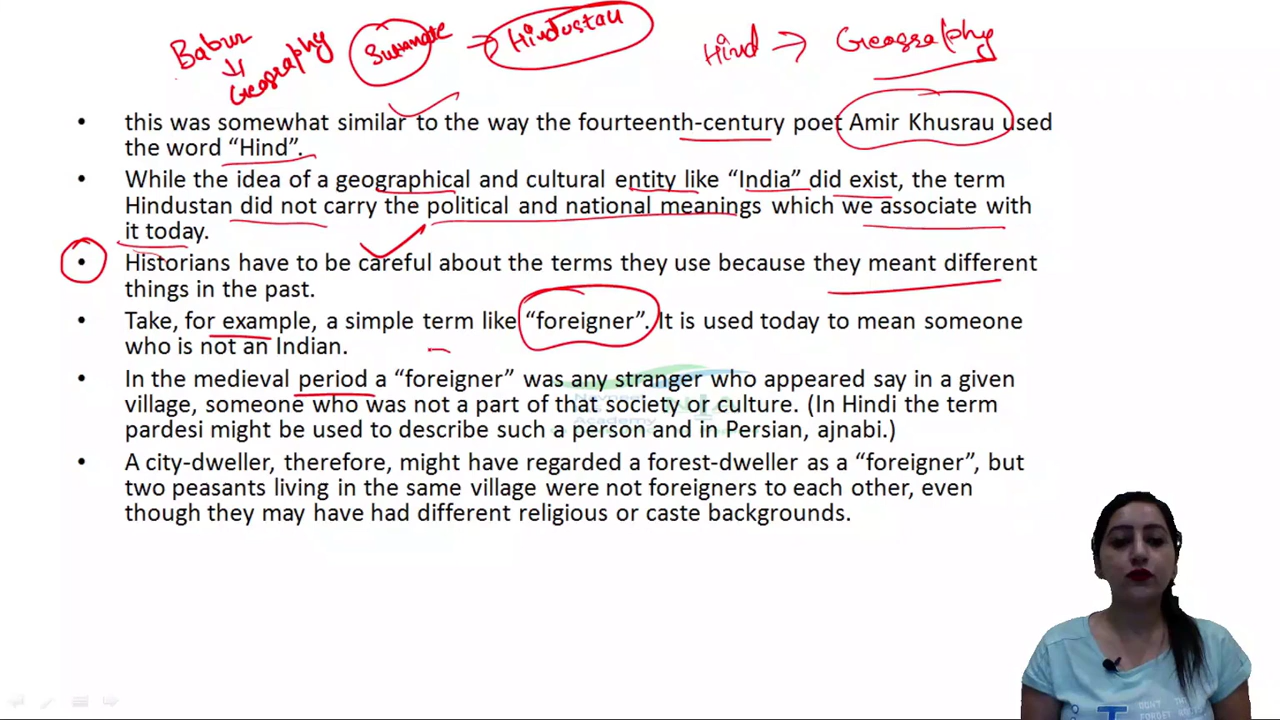 Babur
↓
Geography
Sultanate → Hindustan
Hind → Geography
• this was somewhat similar to the way the fourteenth-century poet Amir Khusrau used
the word “Hind”.
• While the idea of a geographical and cultural entity like “India” did exist, the term
Hindustan did not carry the political and national meanings which we associate with
it today.
• Historians have to be careful about the terms they use because they meant different
things in the past.
• Take, for example, a simple term like “foreigner”. It is used today to mean someone
who is not an Indian.
• In the medieval period a “foreigner” was any stranger who appeared say in a given
village, someone who was not a part of that society or culture. (In Hindi the term
pardesi might be used to describe such a person and in Persian, ajnabi.)
• A city-dweller, therefore, might have regarded a forest-dweller as a “foreigner”, but
two peasants living in the same village were not foreigners to each other, even
though they may have had different religious or caste backgrounds.
Academy